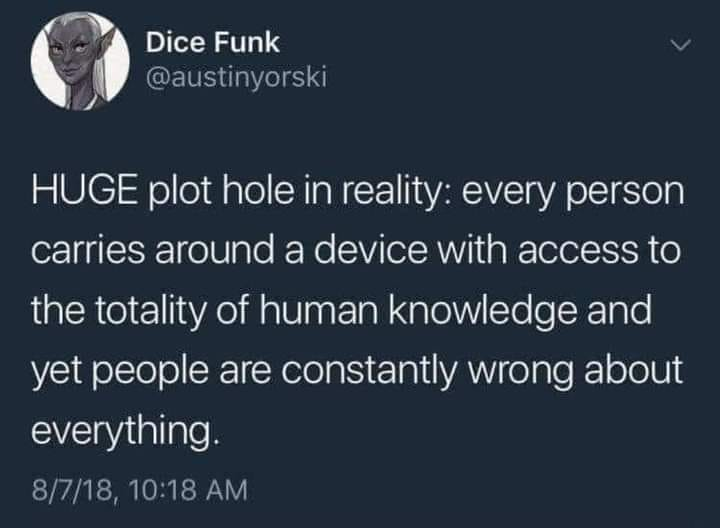 Dice Funk
@austinyorski
HUGE plot hole in reality: every person
carries around a device with access to
the totality of human knowledge and
yet people are constantly wrong about
everything.
8/7/18, 10:18 AM